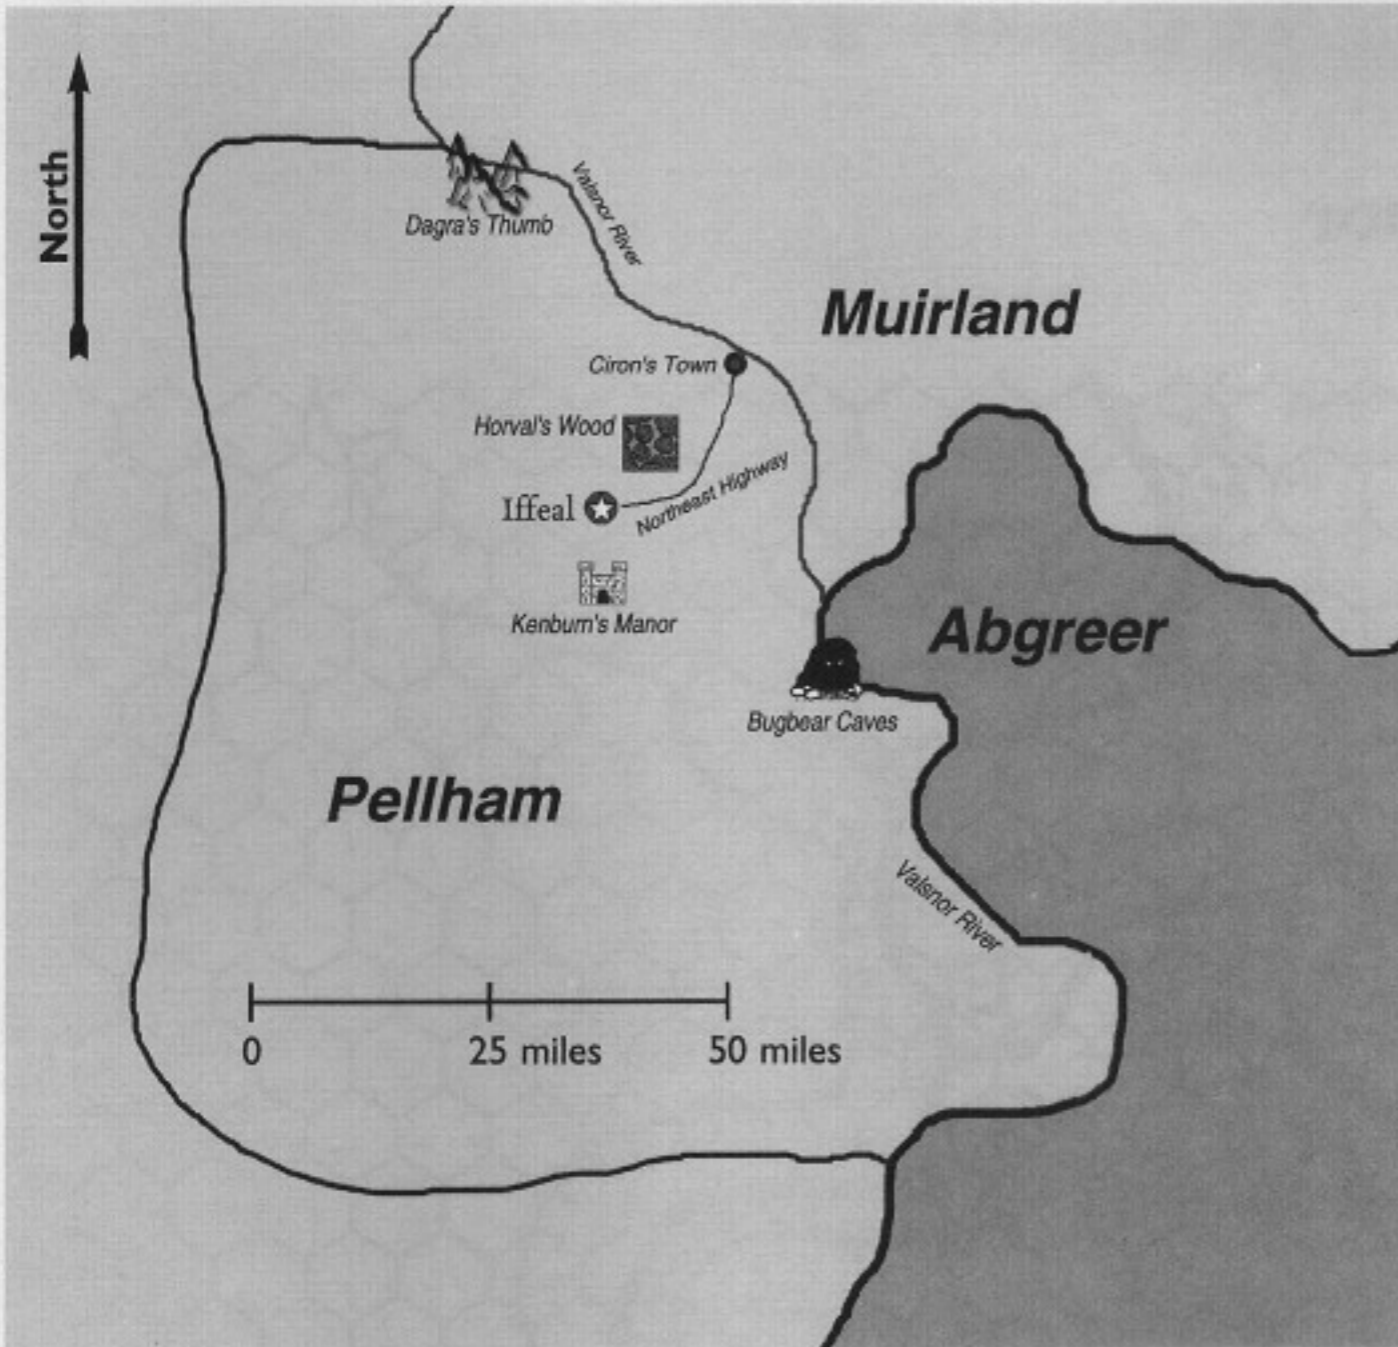 North
Dagra's Thumb
Valsnor River
Muirland
Ciron's Town
Horval's Wood
Iffeal
Northeast Highway
Kenburn's Manor
Abgreer
Bugbear Caves
Pellham
Valsnor River
0 25 miles 50 miles